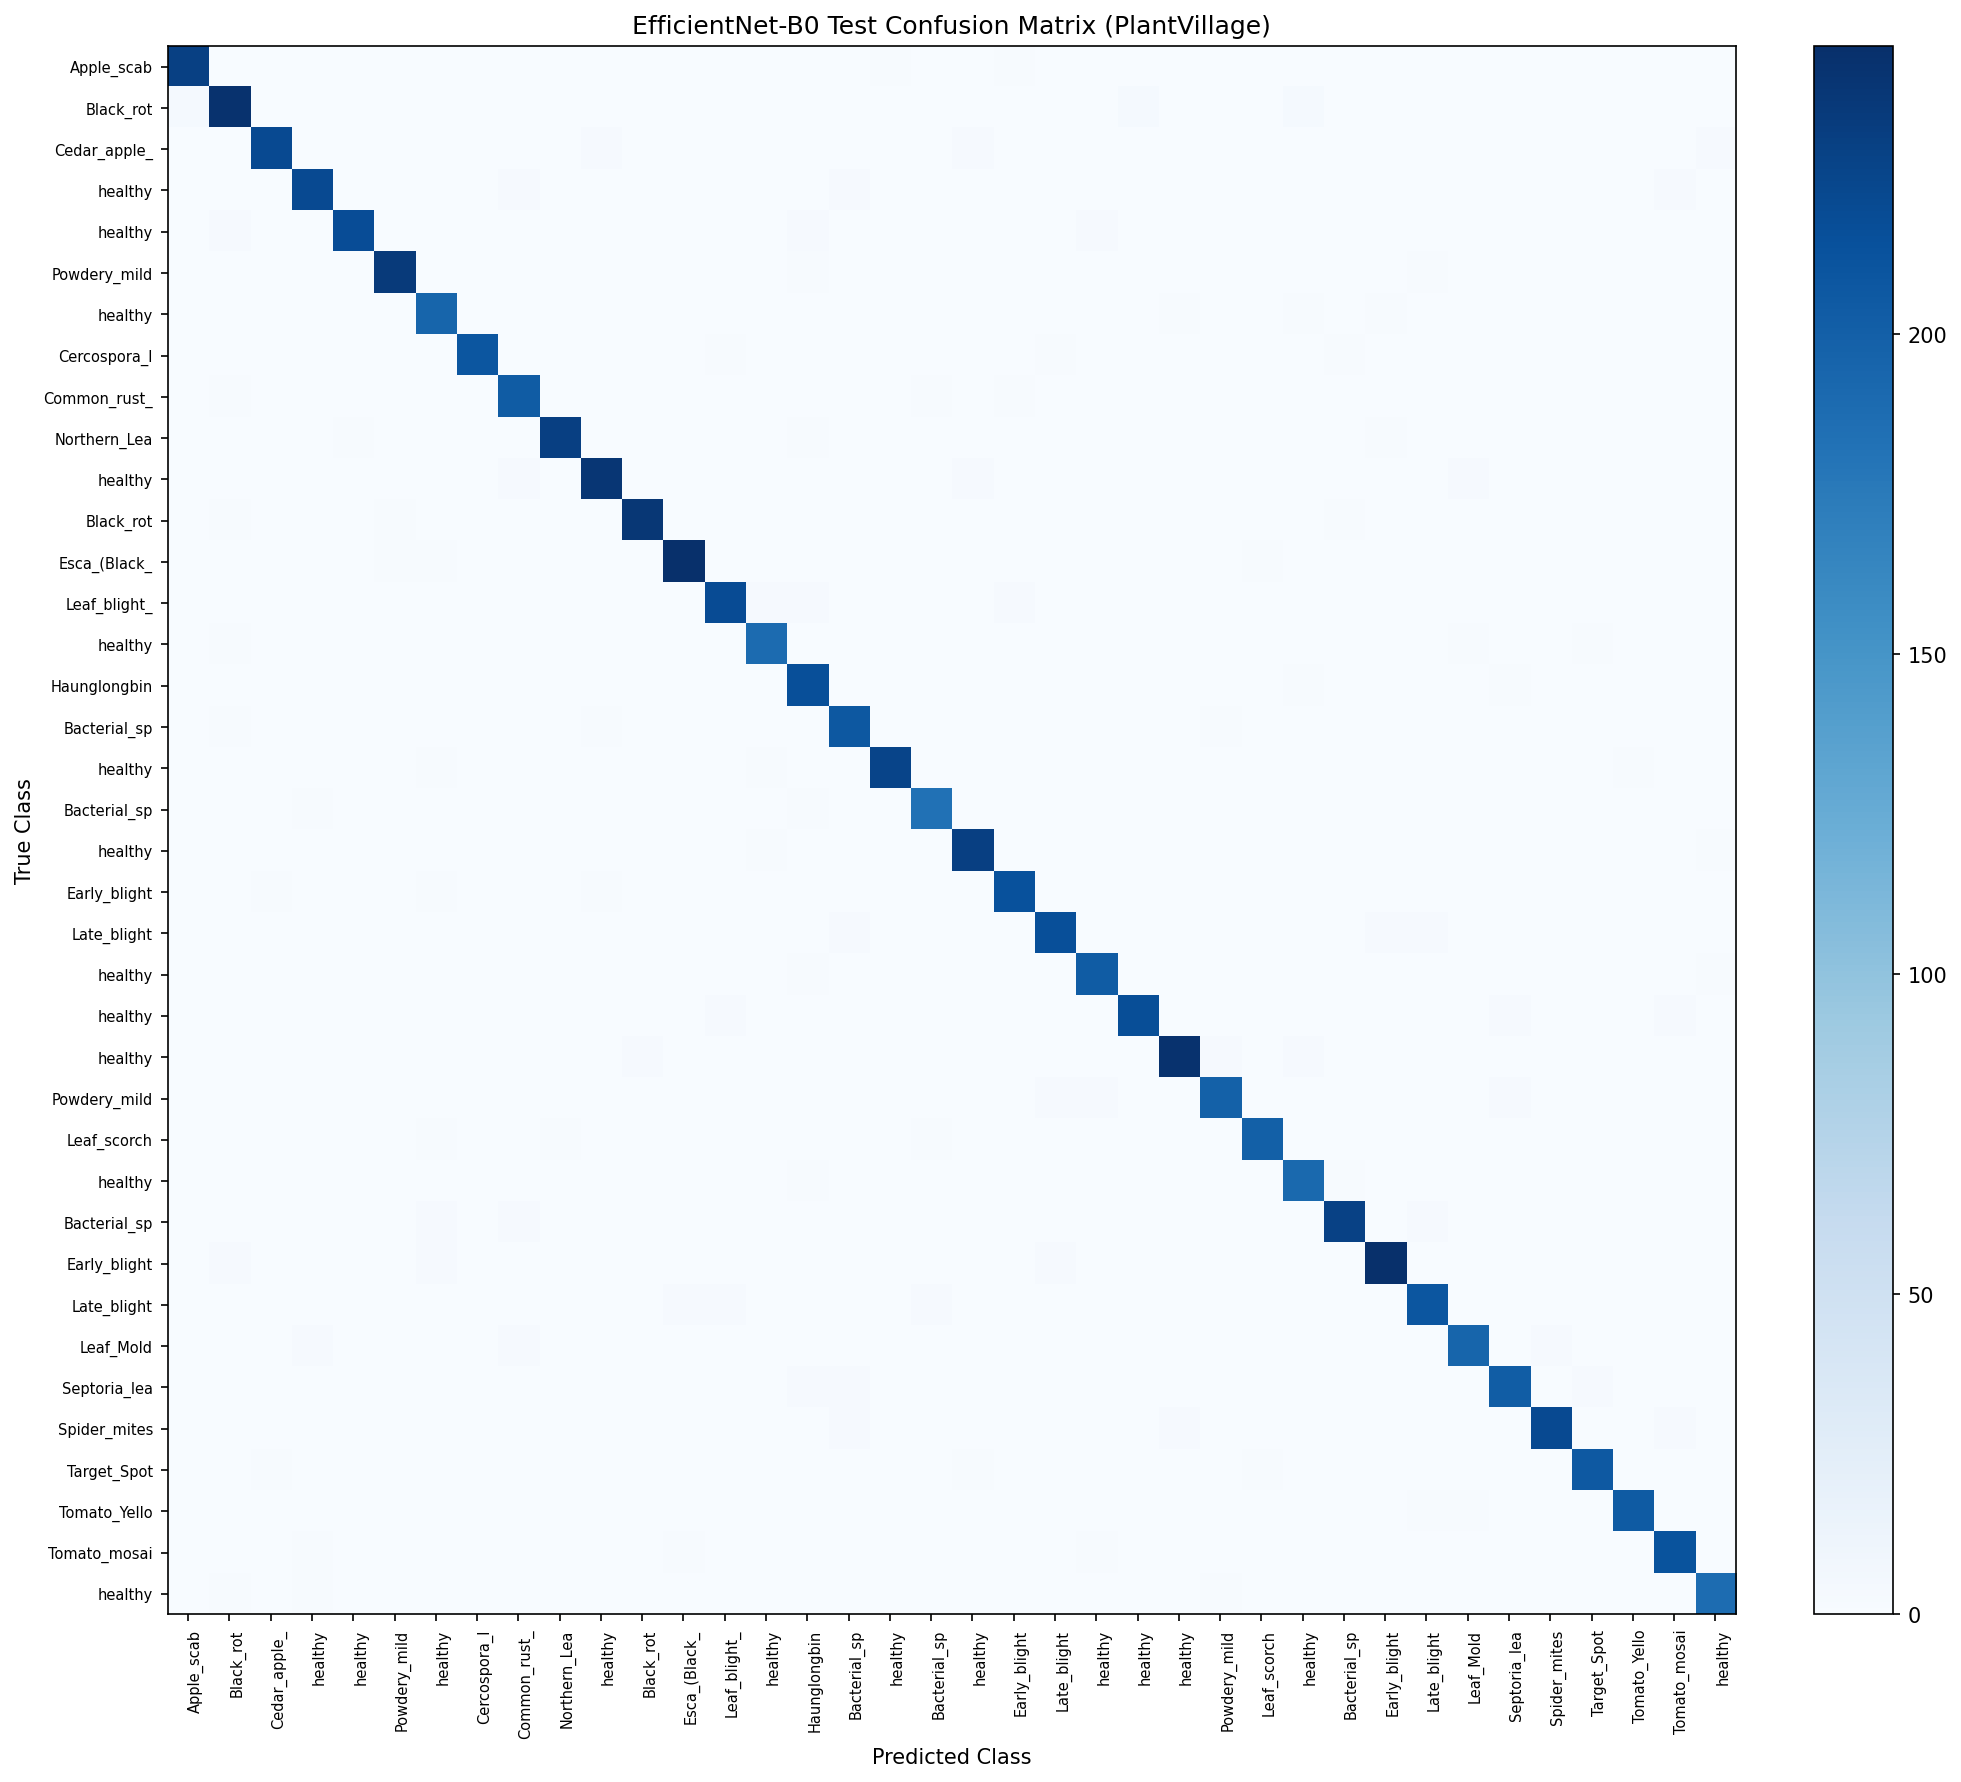 EfficientNet-B0 Test Confusion Matrix (PlantVillage)
True Class
Apple_scab
Black_rot
Cedar_apple_
healthy
healthy
Powdery_mild
healthy
Cercospora_l
Common_rust_
Northern_Lea
healthy
Black_rot
Esca_(Black_
Leaf_blight_
healthy
Haunglongbin
Bacterial_sp
healthy
Bacterial_sp
healthy
Early_blight
Late_blight
healthy
healthy
healthy
Powdery_mild
Leaf_scorch
healthy
Bacterial_sp
Early_blight
Late_blight
Leaf_Mold
Septoria_lea
Spider_mites
Target_Spot
Tomato_Yello
Tomato_mosai
healthy
Apple_scab
Black_rot
Cedar_apple_
healthy
healthy
Powdery_mild
healthy
Cercospora_l
Common_rust_
Northern_Lea
healthy
Black_rot
Esca_(Black_
Leaf_blight_
healthy
Haunglongbin
Bacterial_sp
healthy
Bacterial_sp
healthy
Early_blight
Late_blight
healthy
healthy
healthy
Powdery_mild
Leaf_scorch
healthy
Bacterial_sp
Early_blight
Late_blight
Leaf_Mold
Septoria_lea
Spider_mites
Target_Spot
Tomato_Yello
Tomato_mosai
healthy
Predicted Class
200
150
100
50
0